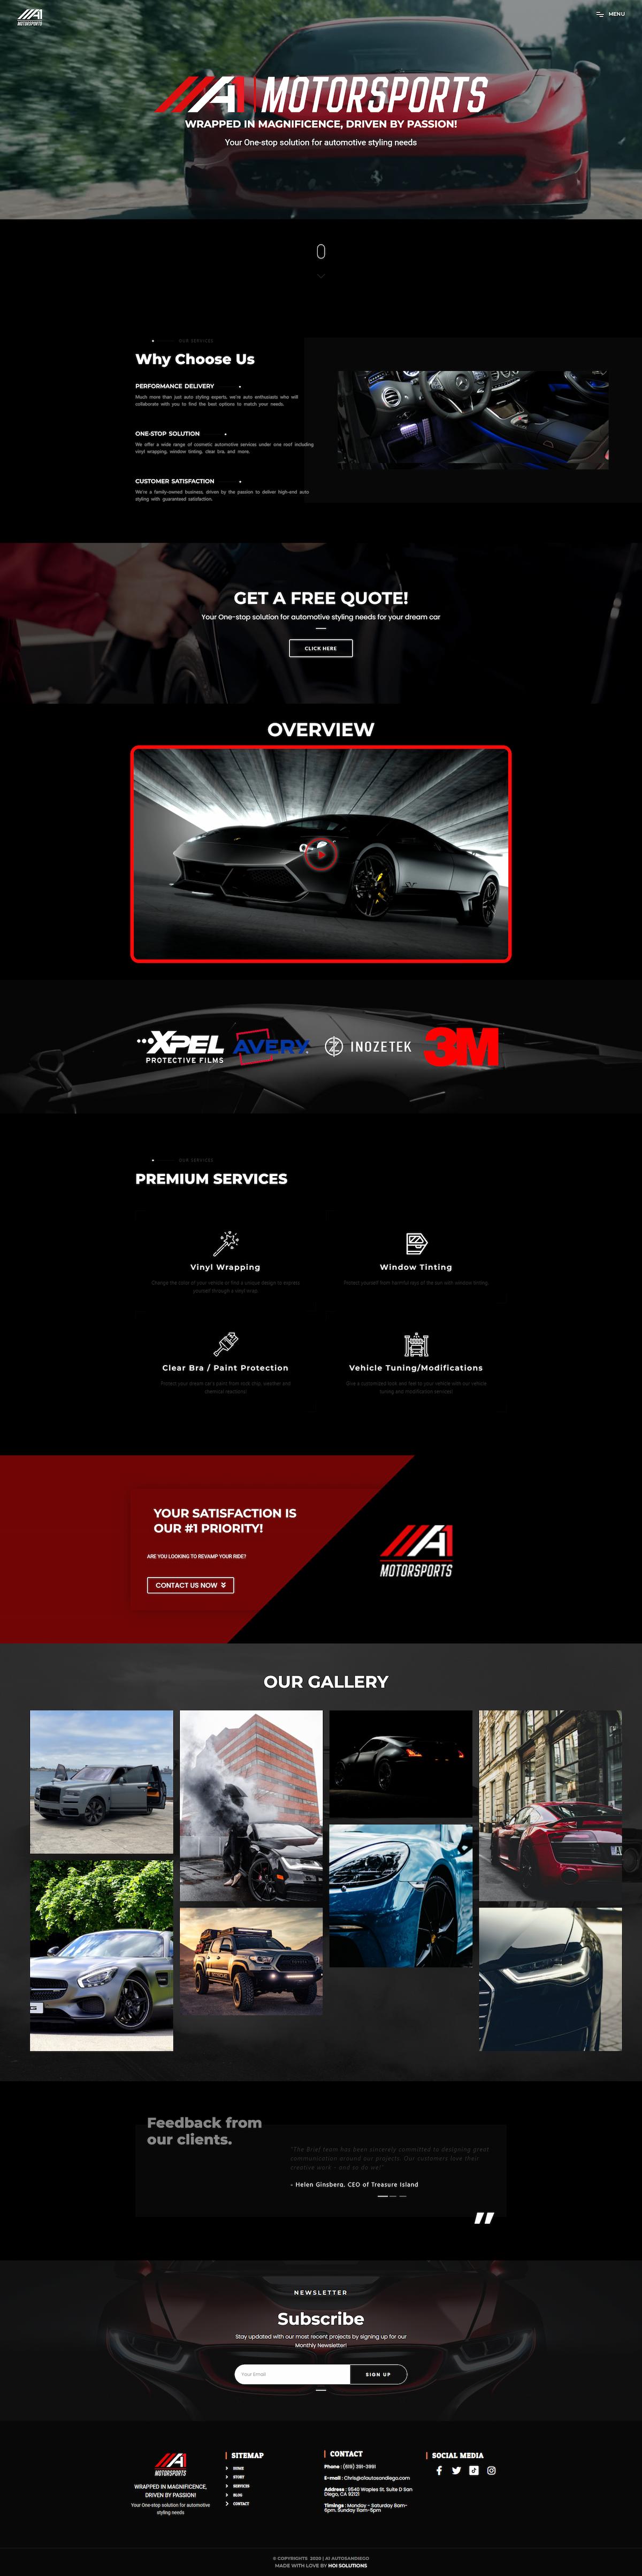 A1
MOTORSPORTS
MENU
A1 MOTORSPORTS
WRAPPED IN MAGNIFICENCE, DRIVEN BY PASSION!
Your One-stop solution for automotive styling needs
OUR SERVICES
Why Choose Us
PERFORMANCE DELIVERY
Much more than just auto styling experts, we're auto enthusiasts who will
collaborate with you to find the best options to match your needs.
ONE-STOP SOLUTION
We offer a wide range of cosmetic automotive services under one roof including
vinyl wrapping, window tinting, clear bra, and more.
CUSTOMER SATISFACTION
We're a family-owned business, driven by the passion to deliver high-end auto
styling with guaranteed satisfaction.
GET A FREE QUOTE!
Your One-stop solution for automotive styling needs for your dream car
CLICK HERE
OVERVIEW
XPEL
PROTECTIVE FILMS
AVERY
INOZETEK
3M
OUR SERVICES
PREMIUM SERVICES
Vinyl Wrapping
Change the color of your vehicle or find a unique design to express
yourself through a vinyl wrap.
Window Tinting
Protect yourself from harmful rays of the sun with window tinting.
Clear Bra / Paint Protection
Protect your dream car's paint from rock chip, weather and
chemical reactions!
Vehicle Tuning/Modifications
Give a customized look and feel to your vehicle with our vehicle
tuning and modification services!
YOUR SATISFACTION IS
OUR #1 PRIORITY!
ARE YOU LOOKING TO REVAMP YOUR RIDE?
CONTACT US NOW
A1
MOTORSPORTS
OUR GALLERY
Feedback from
our clients.
"The Brief team has been sincerely committed to designing great
communication around our projects. Our customers love their
creative work – and so do we!"
- Helen Ginsberg, CEO of Treasure Island
NEWSLETTER
Subscribe
Stay updated with our most recent projects by signing up for our
Monthly Newsletter!
Your Email
SIGN UP
A1
MOTORSPORTS
WRAPPED IN MAGNIFICENCE,
DRIVEN BY PASSION!
Your One-stop solution for automotive
styling needs
SITEMAP
HOME
STORY
SERVICES
BLOG
CONTACT
CONTACT
Phone : (619) 391-3991
E-mail : Chris@a1autosandiego.com
Address : 9540 Waples St. Suite D San
Diego, CA 92121
Timings : Monday - Saturday 8am-
6pm. Sunday 11am-5pm
SOCIAL MEDIA
© COPYRIGHTS 2020 | A1 AUTOSANDIEGO
MADE WITH LOVE BY HOI SOLUTIONS